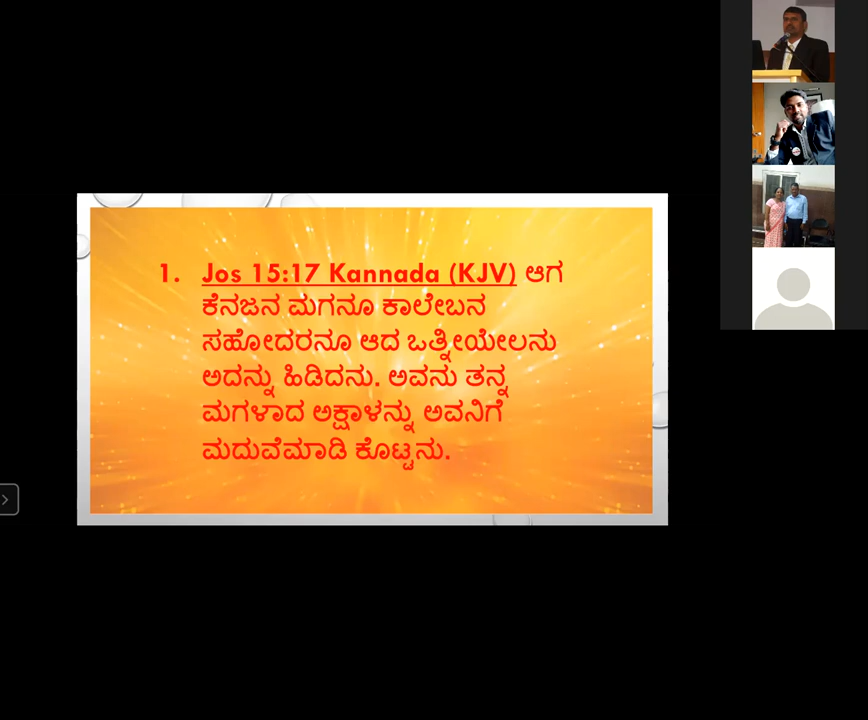 1. Jos 15:17 Kannada (KJV) ಆಗ
ಕೆನಜನ ಮಗನೂ ಕಾಲೇಬನ
ಸಹೋದರನೂ ಆದ ಒತ್ನೀಯೇಲನು
ಅದನ್ನು ಹಿಡಿದನು. ಅವನು ತನ್ನ
ಮಗಳಾದ ಅಕ್ಷಾಳನ್ನು ಅವನಿಗೆ
ಮದುವೆಮಾಡಿ ಕೊಟ್ಟನು.